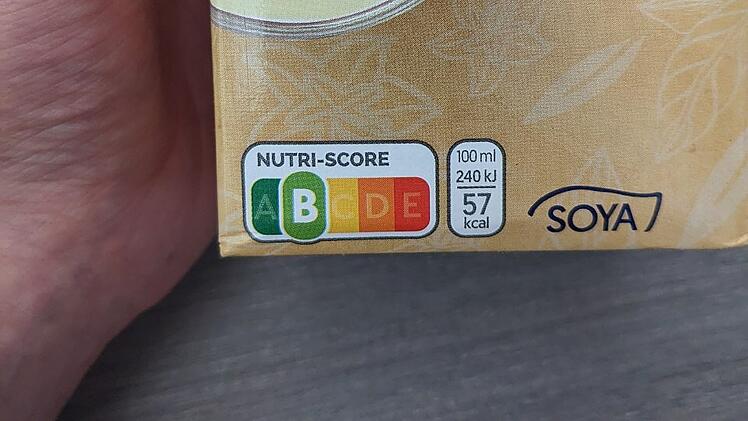 NUTRI-SCORE
A B C D E
100 ml
240 kJ
57
kcal
SOYA